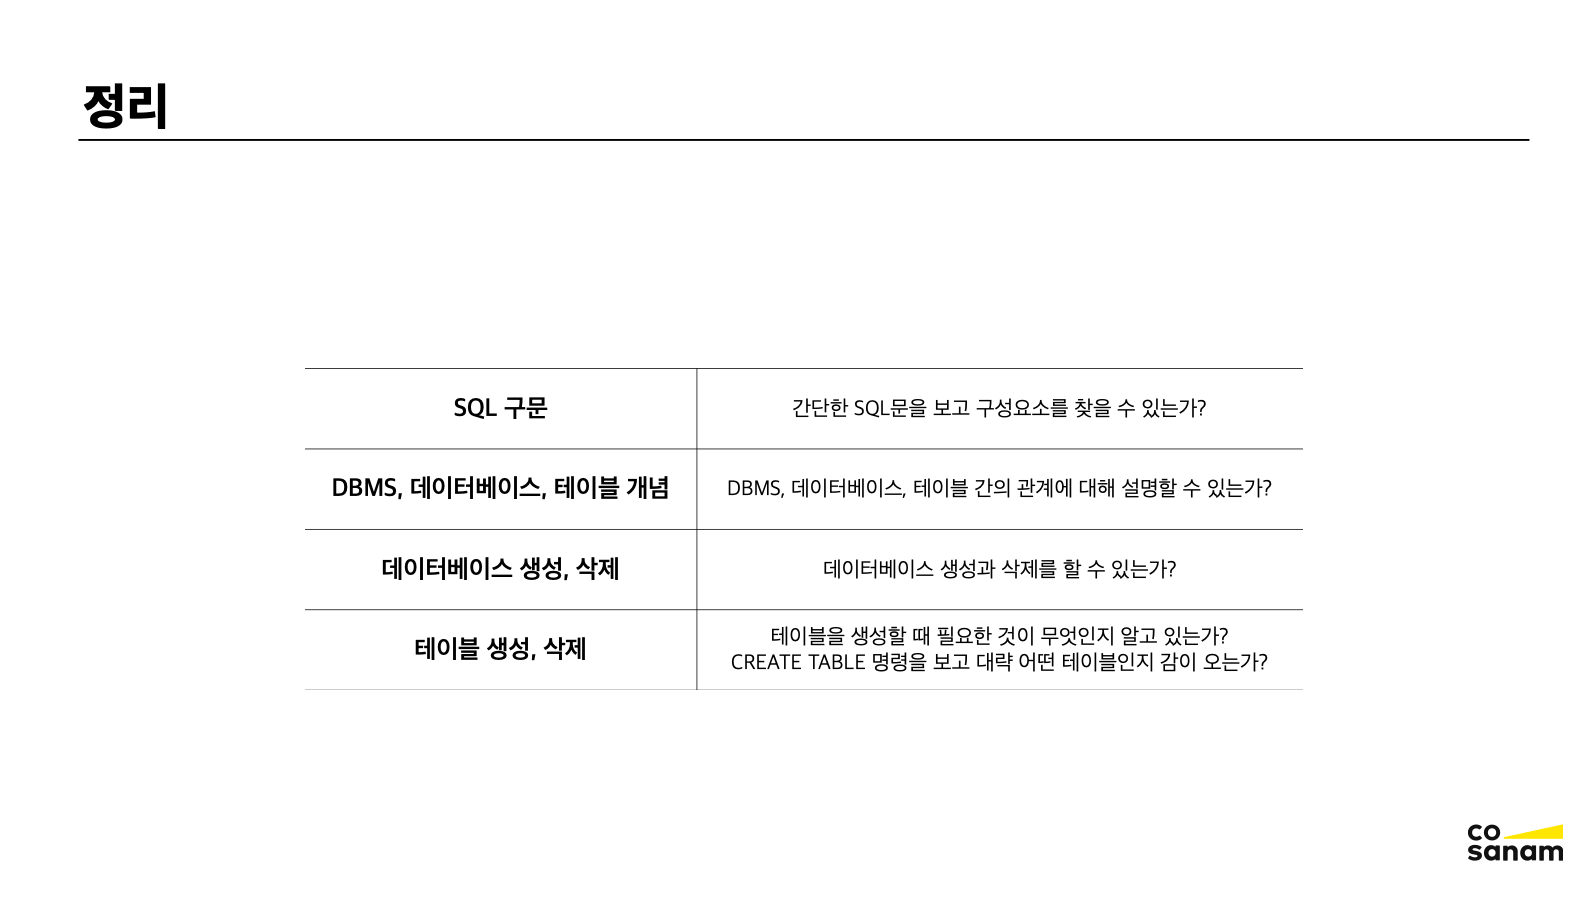 정리
SQL 구문
간단한 SQL문을 보고 구성요소를 찾을 수 있는가?
DBMS, 데이터베이스, 테이블 개념
DBMS, 데이터베이스, 테이블 간의 관계에 대해 설명할 수 있는가?
데이터베이스 생성, 삭제
데이터베이스 생성과 삭제를 할 수 있는가?
테이블 생성, 삭제
테이블을 생성할 때 필요한 것이 무엇인지 알고 있는가?
CREATE TABLE 명령을 보고 대략 어떤 테이블인지 감이 오는가?
co
sanam